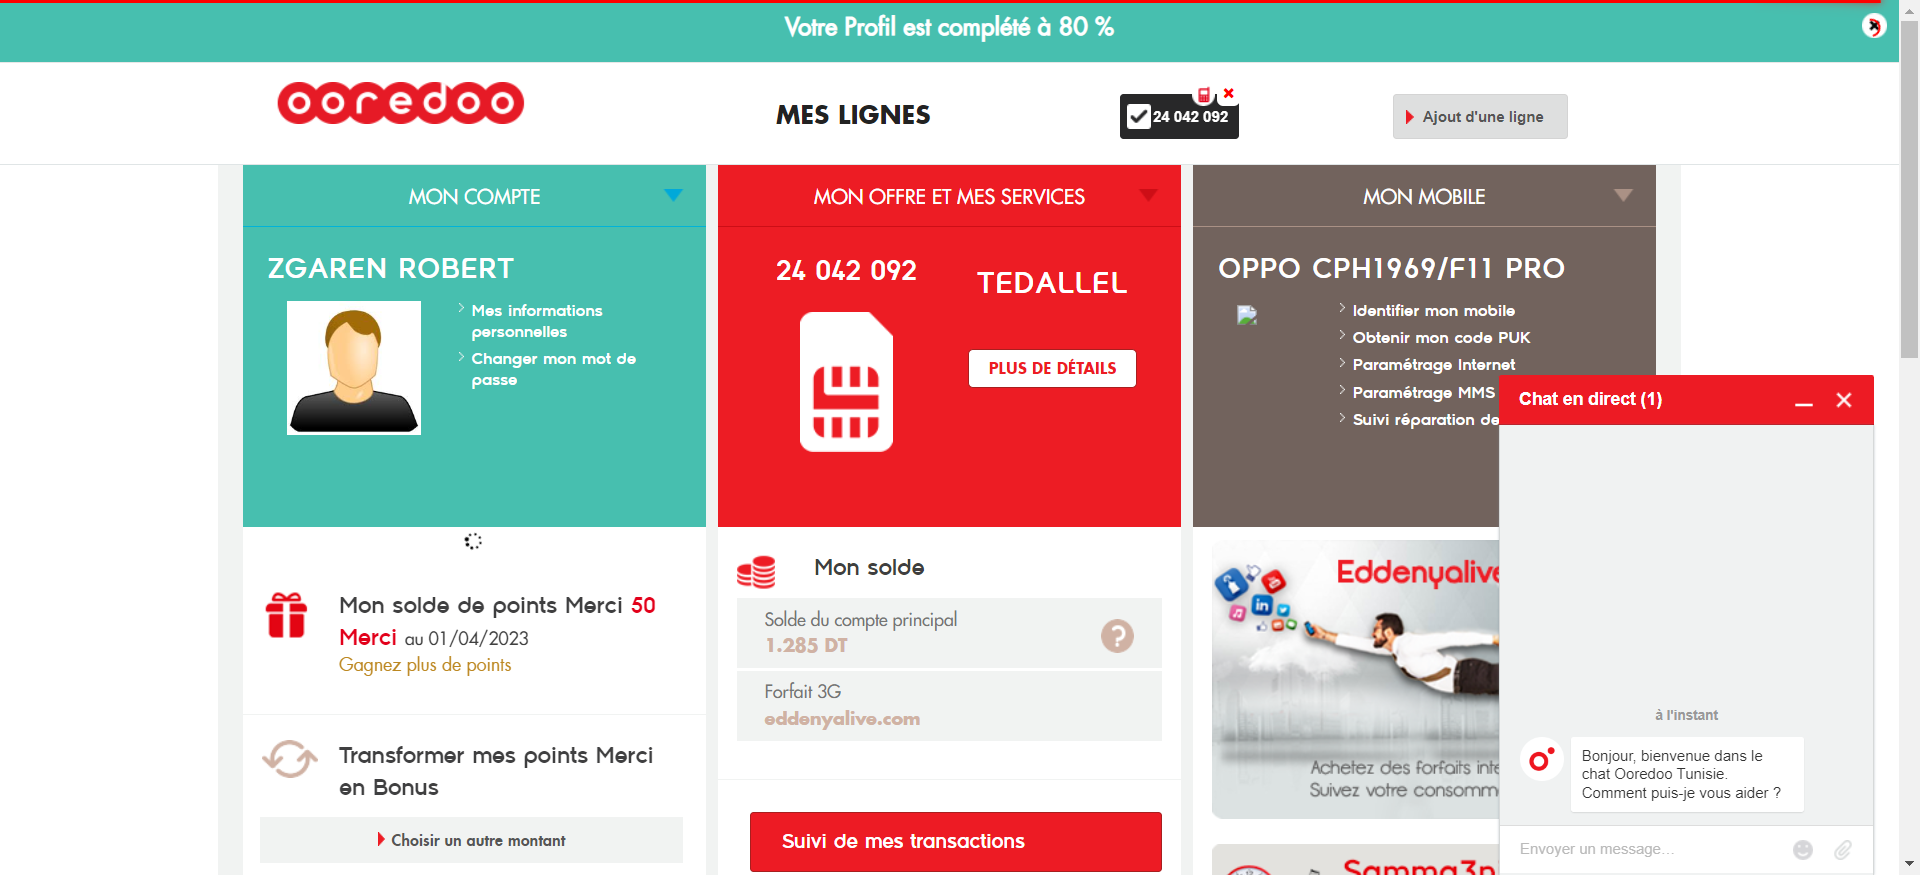 Votre Profil est complété à 80 %
ooredoo
MES LIGNES
24 042 092
Ajout d'une ligne
MON COMPTE
ZGAREN ROBERT
Mes informations
personnelles
Changer mon mot de
passe
Mon solde de points Merci 50
Merci au 01/04/2023
Gagnez plus de points
Transformer mes points Merci
en Bonus
Choisir un autre montant
MON OFFRE ET MES SERVICES
24 042 092
TEDALLEL
PLUS DE DÉTAILS
Mon solde
Solde du compte principal
1.285 DT
?
Forfait 3G
eddenyalive.com
Suivi de mes transactions
MON MOBILE
OPPO CPH1969/F11 PRO
Identifier mon mobile
Obtenir mon code PUK
Paramétrage Internet
Paramétrage MMS
Suivi réparation de
Eddenyalive
in
Achetez des forfaits inte
Suivez votre consomm
Samma3n
Chat en direct (1)
à l'instant
Bonjour, bienvenue dans le
chat Ooredoo Tunisie.
Comment puis-je vous aider ?
Envoyer un message...